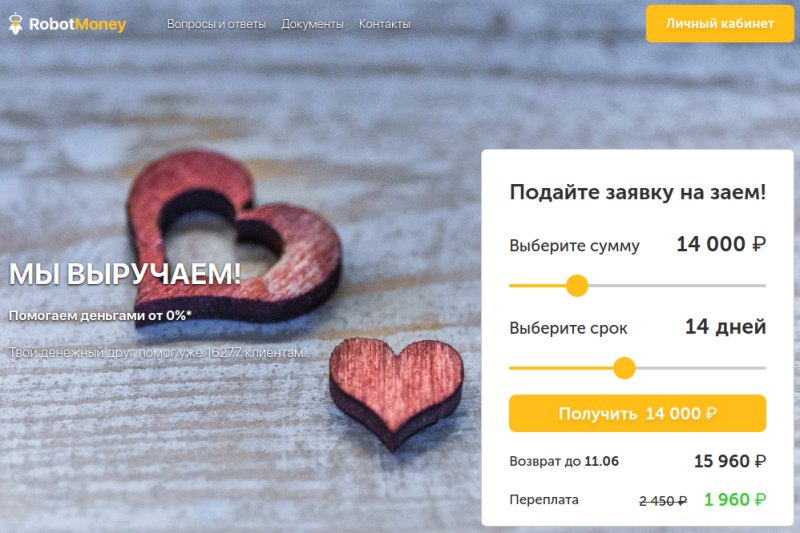 RobotMoney
Вопросы и ответы Документы Контакты
Личный кабинет
МЫ ВЫРУЧАЕМ!
Помогаем деньгами от 0%*
Твой денежный друг помог уже 16277 клиентам.
Подайте заявку на заем!
Выберите сумму 14 000 ₽
Выберите срок 14 дней
Получить 14 000 ₽
Возврат до 11.06 15 960 ₽
Переплата 2 450 ₽ 1 960 ₽